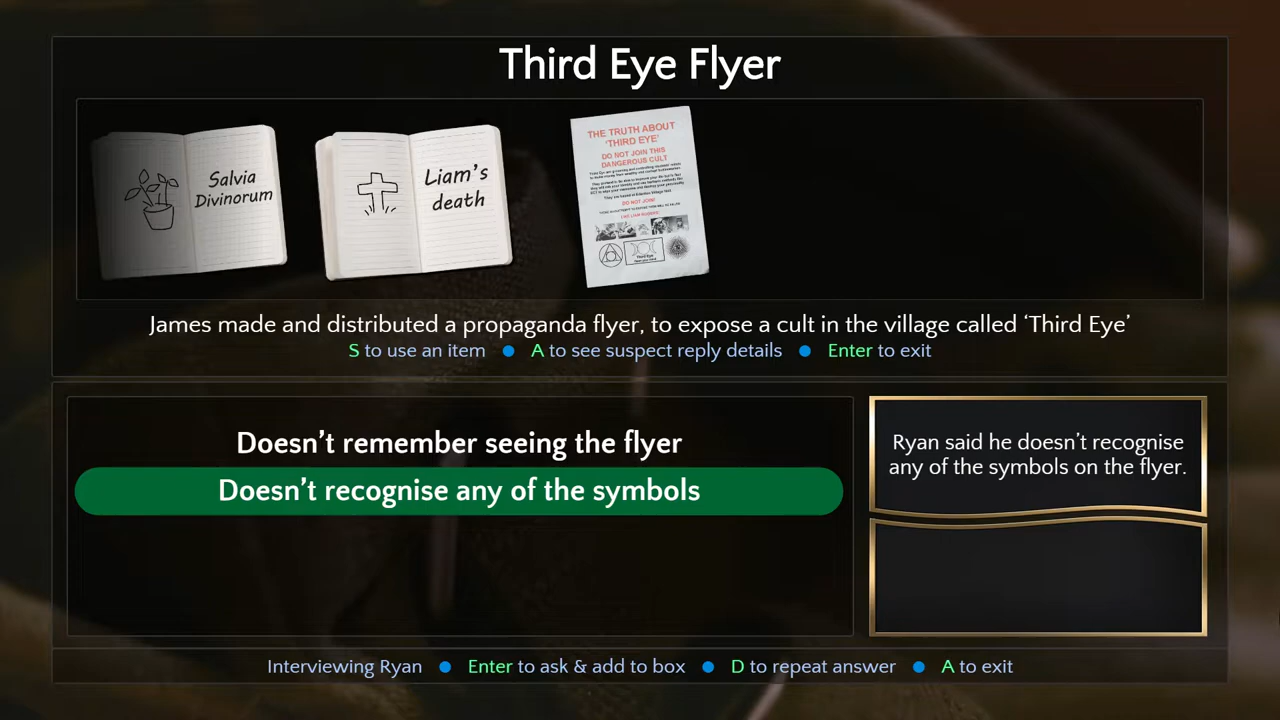 Third Eye Flyer
Salvia
Divinorum
Liam's
death
THE TRUTH ABOUT
'THIRD EYE'
DO NOT JOIN THIS
DANGEROUS CULT
DO NOT JOIN!
Third Eye
James made and distributed a propaganda flyer, to expose a cult in the village called ‘Third Eye’
S to use an item ● A to see suspect reply details ● Enter to exit
Doesn’t remember seeing the flyer
Doesn’t recognise any of the symbols
Ryan said he doesn’t recognise
any of the symbols on the flyer.
Interviewing Ryan ● Enter to ask & add to box ● D to repeat answer ● A to exit